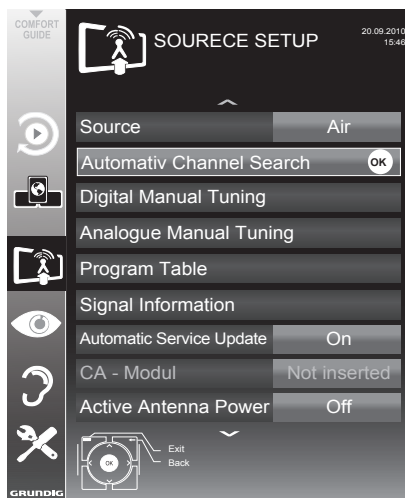 COMFORT
GUIDE
SOURECE SETUP
20.09.2010
15:46
Source Air
Automativ Channel Search OK
Digital Manual Tuning
Analogue Manual Tuning
Program Table
Signal Information
Automatic Service Update On
CA - Modul Not inserted
Active Antenna Power Off
Exit
OK Back
GRUNDIG